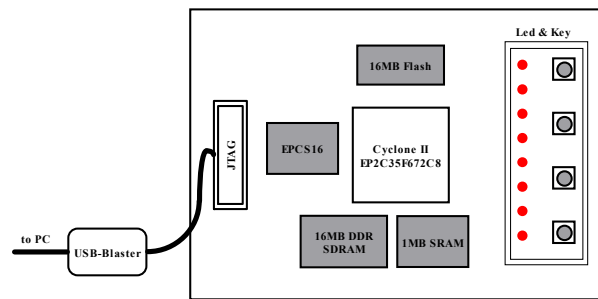 Led & Key
16MB Flash
JTAG
EPCS16
Cyclone II
EP2C35F672C8
16MB DDR
SDRAM
1MB SRAM
to PC
USB-Blaster